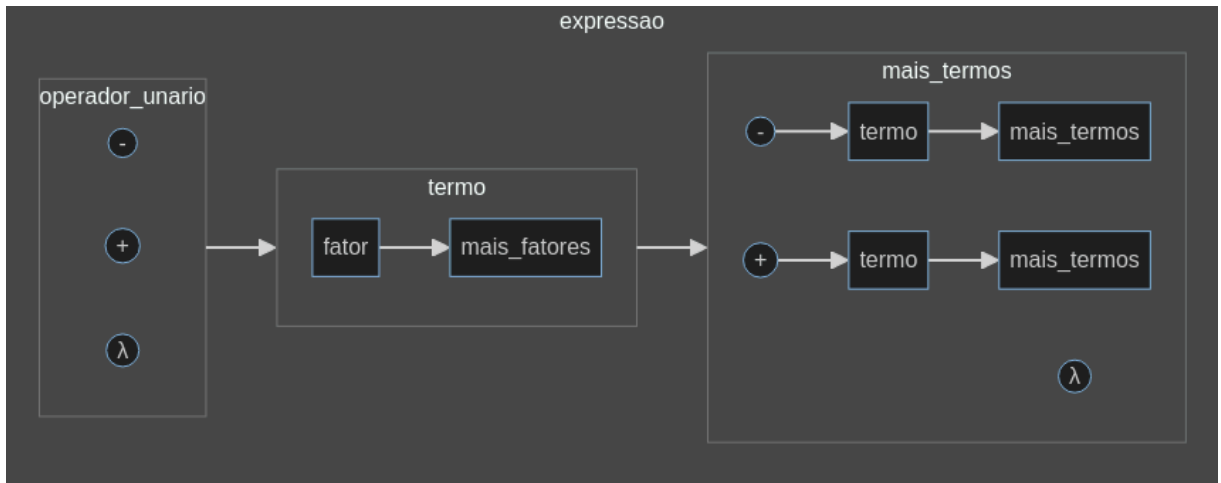 expressao
operador_unario
-
+
λ
termo
fator
mais_fatores
mais_termos
-
termo
mais_termos
+
termo
mais_termos
λ